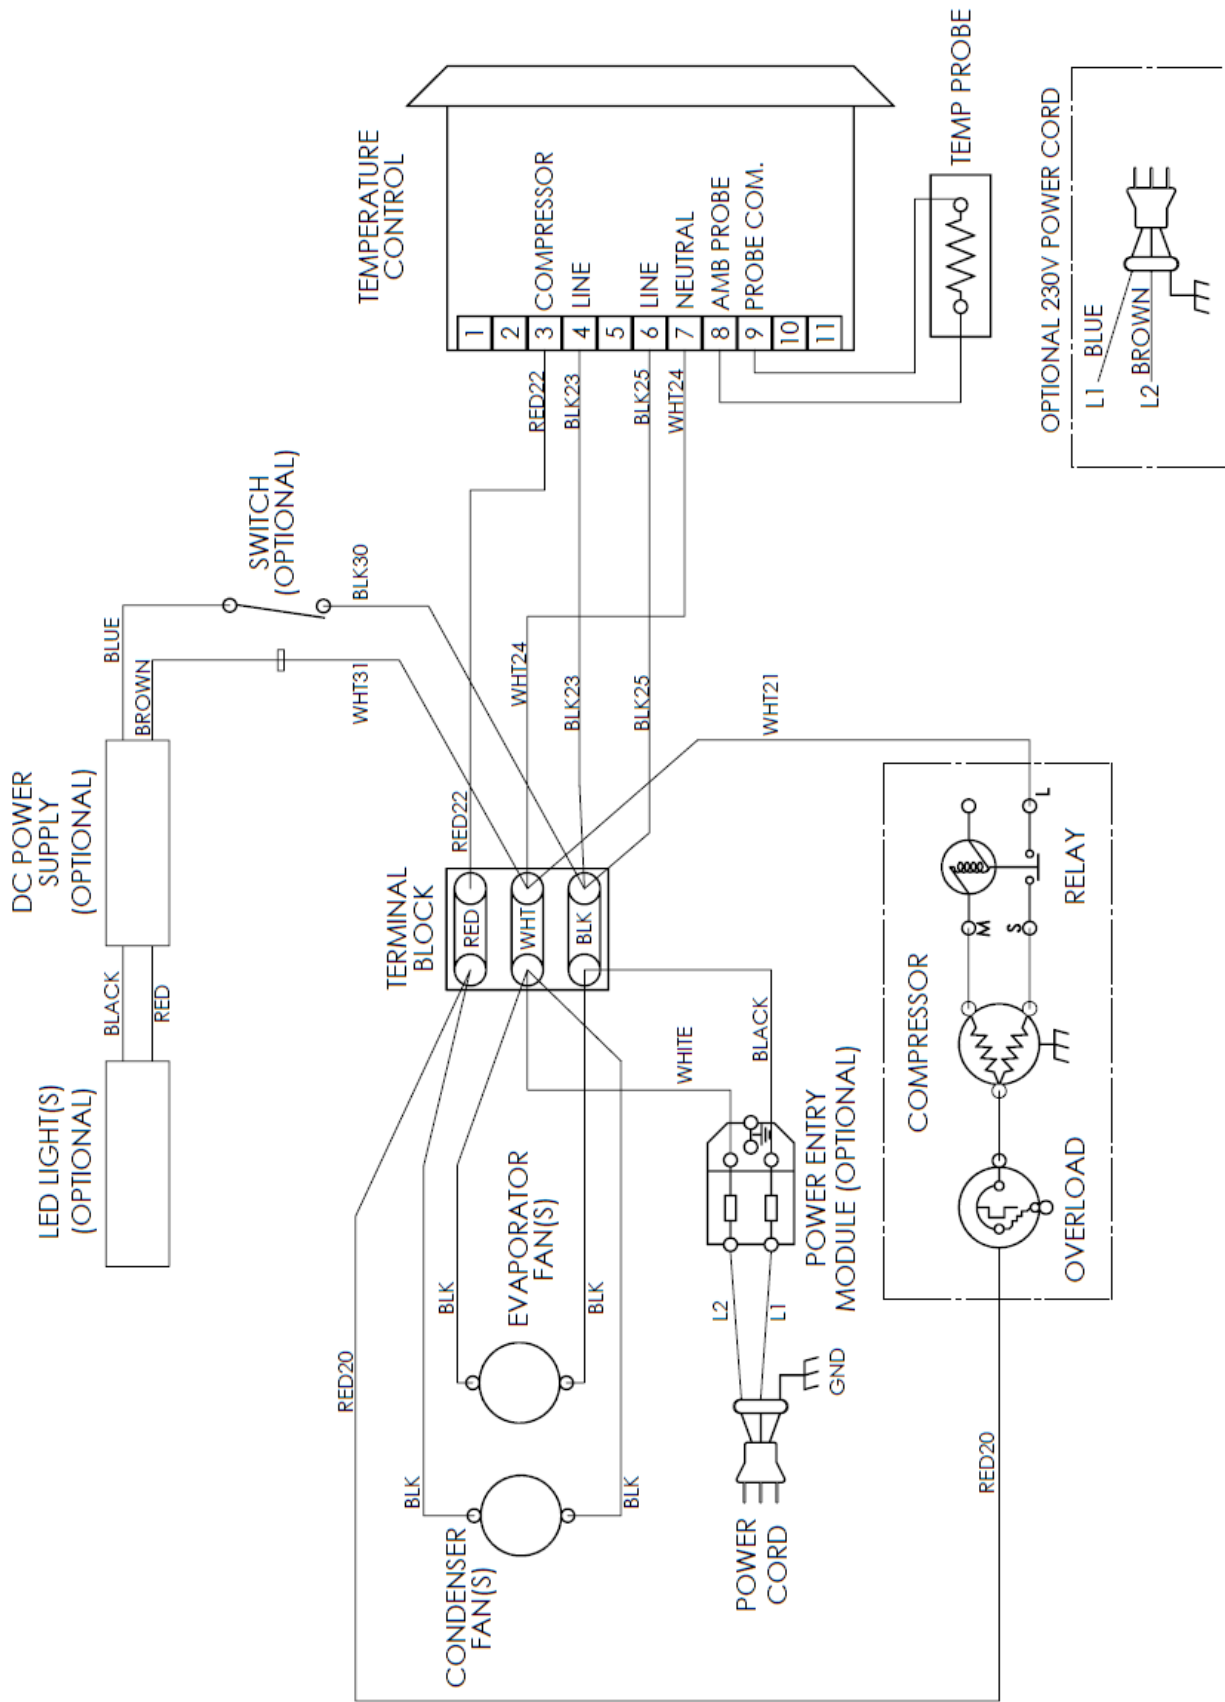 LED LIGHT(S)
(OPTIONAL)
BLACK
RED
DC POWER
SUPPLY
(OPTIONAL)
BLUE
BROWN
SWITCH
(OPTIONAL)
WHT31
BLK30
TEMPERATURE
CONTROL
1
2
3 COMPRESSOR
4 LINE
5
6 LINE
7 NEUTRAL
8 AMB PROBE
9 PROBE COM.
10
11
RED22
BLK23
BLK25
WHT24
TEMP PROBE
TERMINAL
BLOCK
RED
WHT
BLK
RED22
WHT24
BLK23
BLK25
WHT21
RED20
CONDENSER
FAN(S)
BLK
BLK
EVAPORATOR
FAN(S)
BLK
BLK
WHITE
BLACK
POWER
CORD
GND
L2
L1
POWER ENTRY
MODULE (OPTIONAL)
COMPRESSOR
OVERLOAD
RELAY
M
S
L
RED20
OPTIONAL 230V POWER CORD
L1 BLUE
L2 BROWN